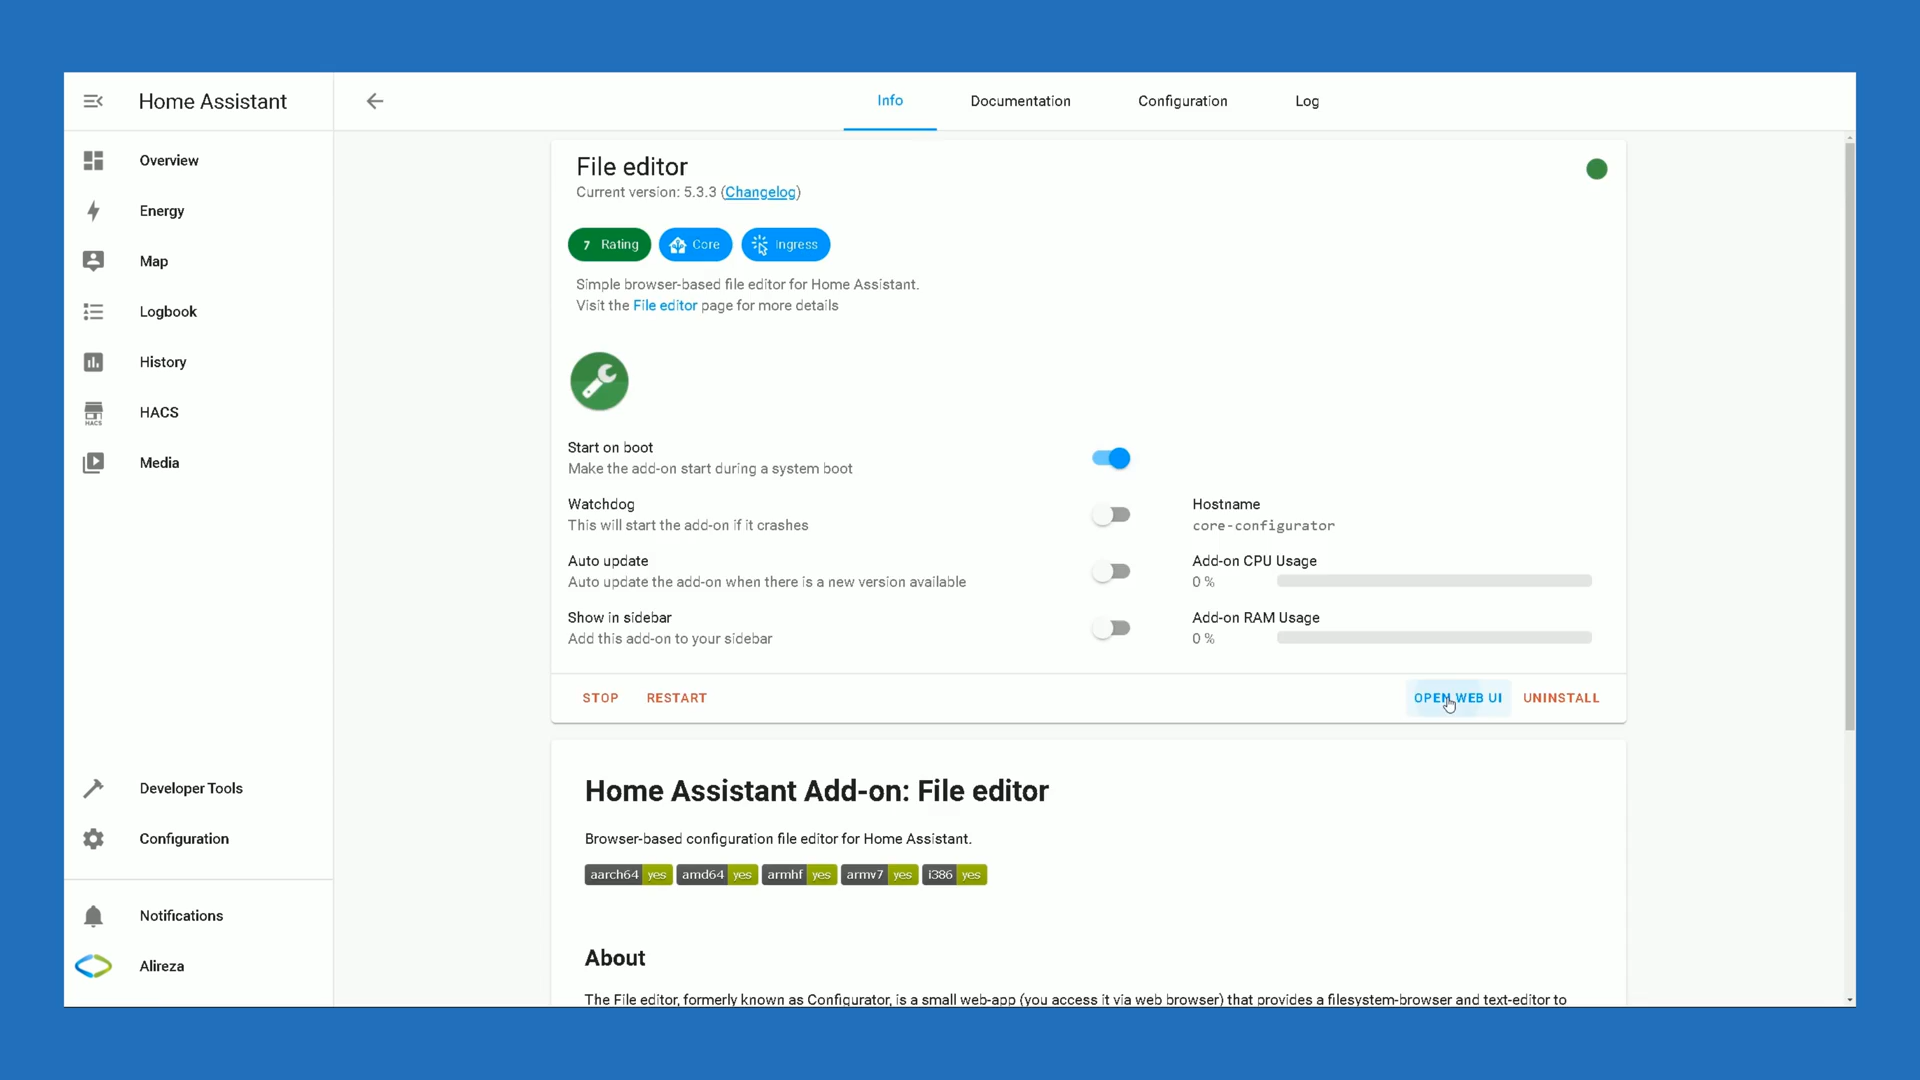 Home Assistant
Info
Documentation
Configuration
Log
Overview
Energy
Map
Logbook
History
HACS
HACS
Media
Developer Tools
Configuration
Notifications
Alireza
File editor
Current version: 5.3.3 (Changelog)
7 Rating
Core
Ingress
Simple browser-based file editor for Home Assistant.
Visit the File editor page for more details
Start on boot
Make the add-on start during a system boot
Watchdog
This will start the add-on if it crashes
Hostname
core-configurator
Auto update
Auto update the add-on when there is a new version available
Add-on CPU Usage
0 %
Show in sidebar
Add this add-on to your sidebar
Add-on RAM Usage
0 %
STOP
RESTART
OPEN WEB UI
UNINSTALL
Home Assistant Add-on: File editor
Browser-based configuration file editor for Home Assistant.
aarch64 yes amd64 yes armhf yes armv7 yes i386 yes
About
The File editor, formerly known as Configurator, is a small web-app (you access it via web browser) that provides a filesystem-browser and text-editor to